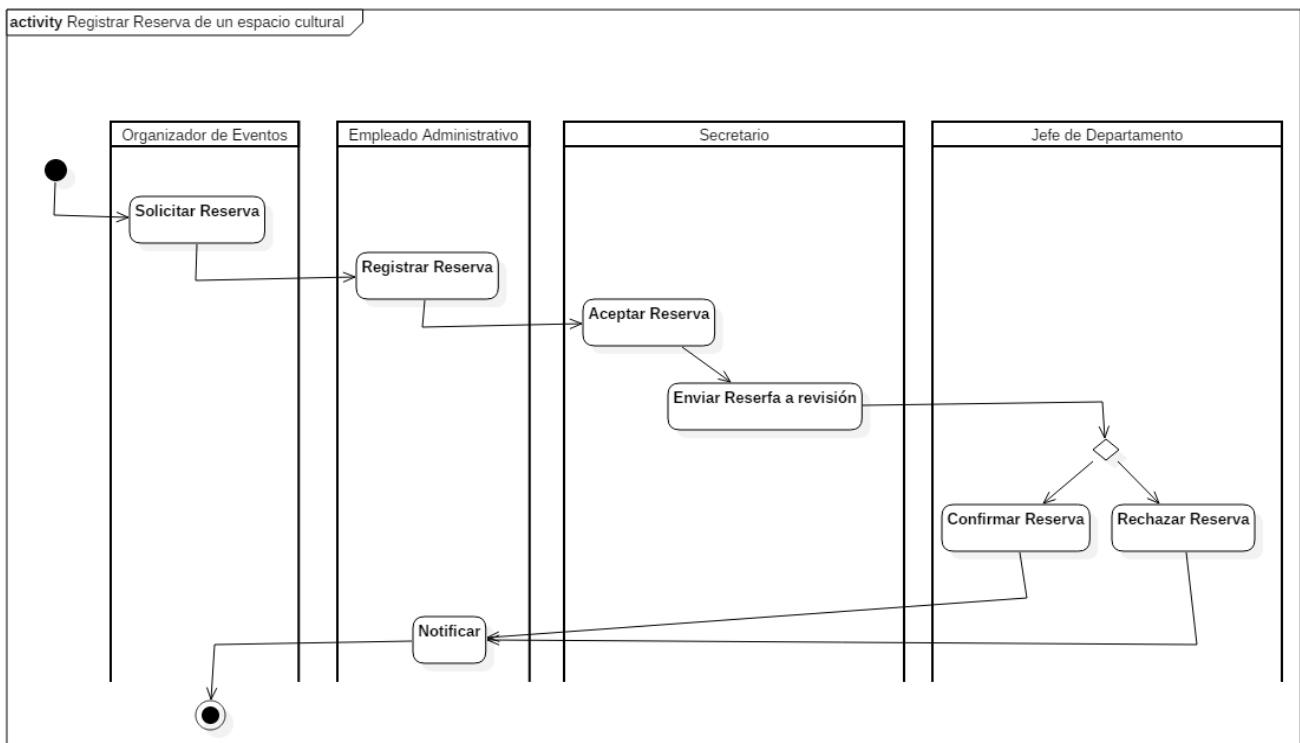 activity Registrar Reserva de un espacio cultural
Organizador de Eventos
Empleado Administrativo
Secretario
Jefe de Departamento
Solicitar Reserva
Registrar Reserva
Aceptar Reserva
Enviar Reserfa a revisión
Confirmar Reserva
Rechazar Reserva
Notificar